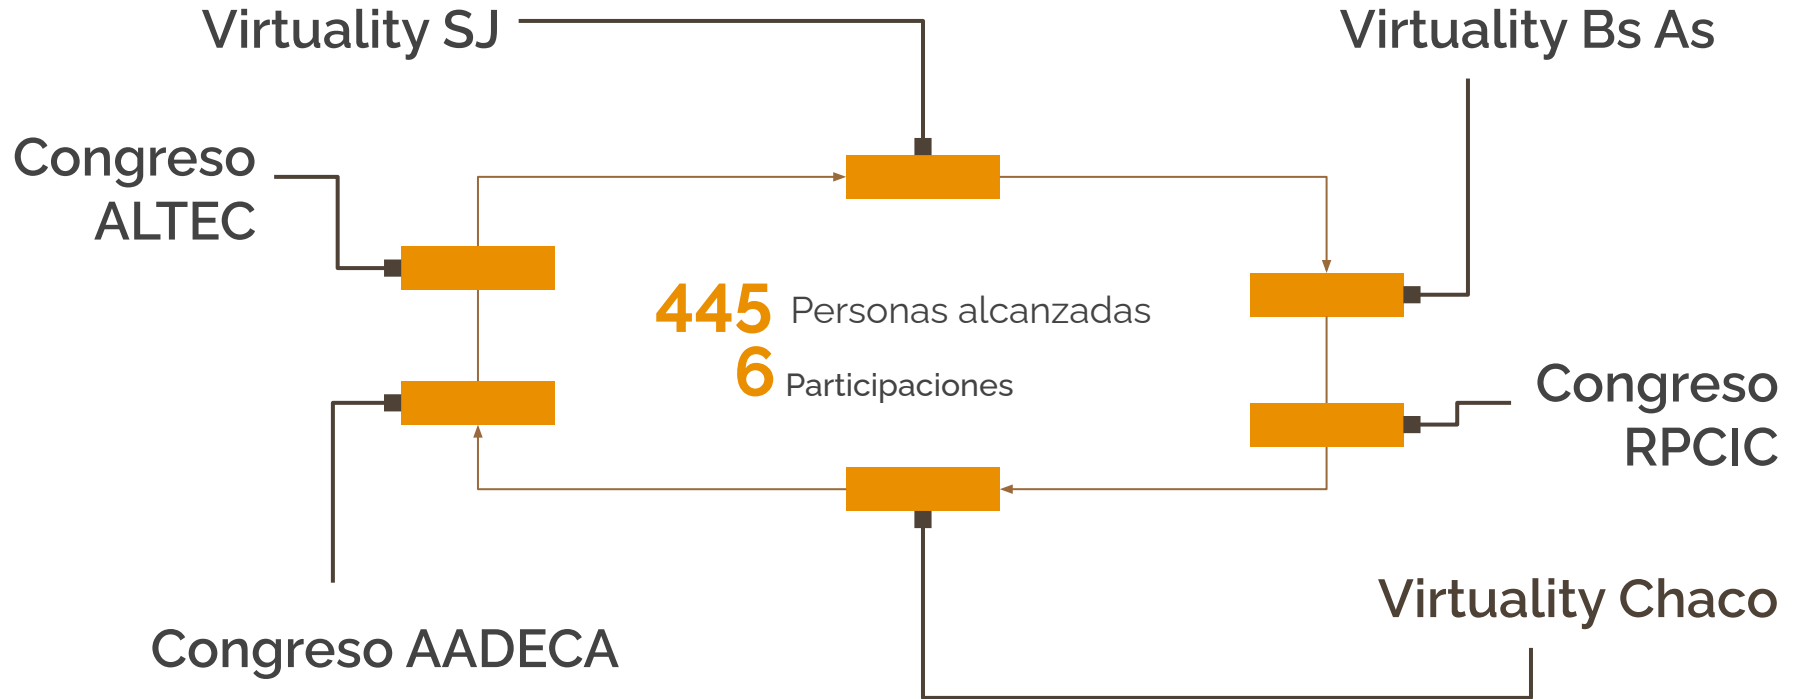 Virtuality SJ
Virtuality Bs As
Congreso
ALTEC
445 Personas alcanzadas
6 Participaciones
Congreso
RPCIC
Virtuality Chaco
Congreso AADECA